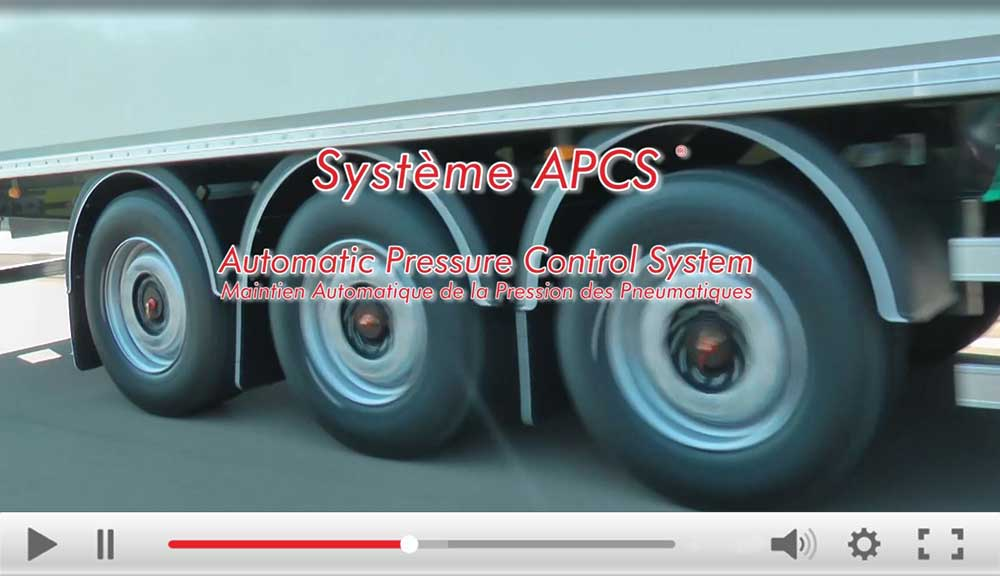 Système APCS ®
Automatic Pressure Control System
Maintien Automatique de la Pression des Pneumatiques